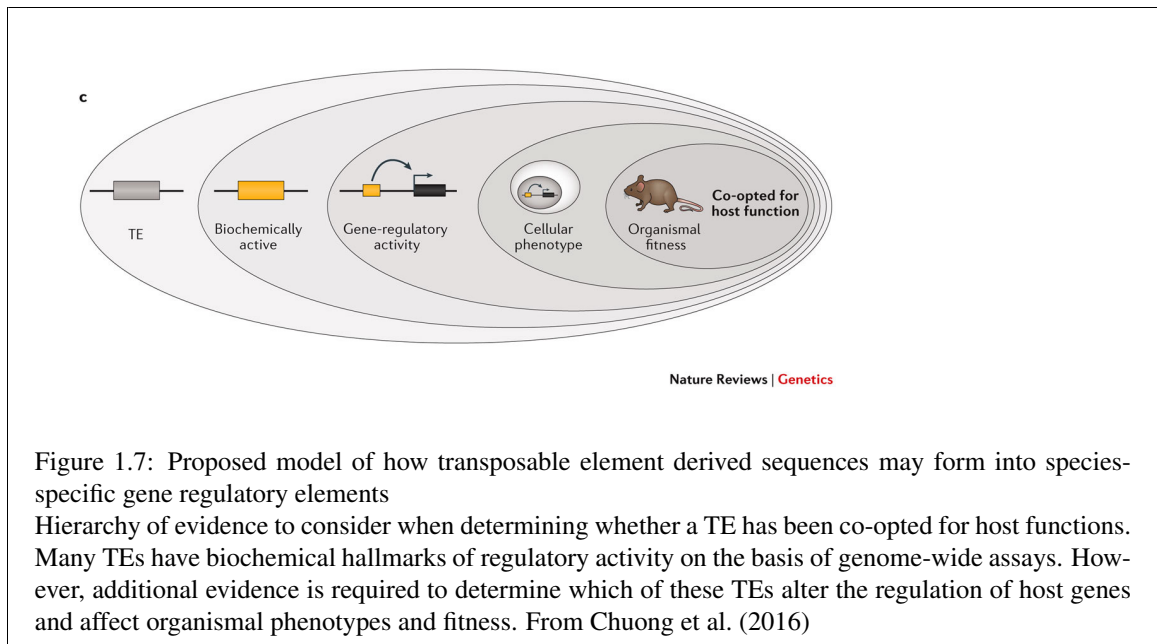 c
TE
Biochemically
active
Gene-regulatory
activity
Cellular
phenotype
Organismal
fitness
Co-opted for
host function
Nature Reviews | Genetics
Figure 1.7: Proposed model of how transposable element derived sequences may form into species-
specific gene regulatory elements
Hierarchy of evidence to consider when determining whether a TE has been co-opted for host functions.
Many TEs have biochemical hallmarks of regulatory activity on the basis of genome-wide assays. How-
ever, additional evidence is required to determine which of these TEs alter the regulation of host genes
and affect organismal phenotypes and fitness. From Chuong et al. (2016)